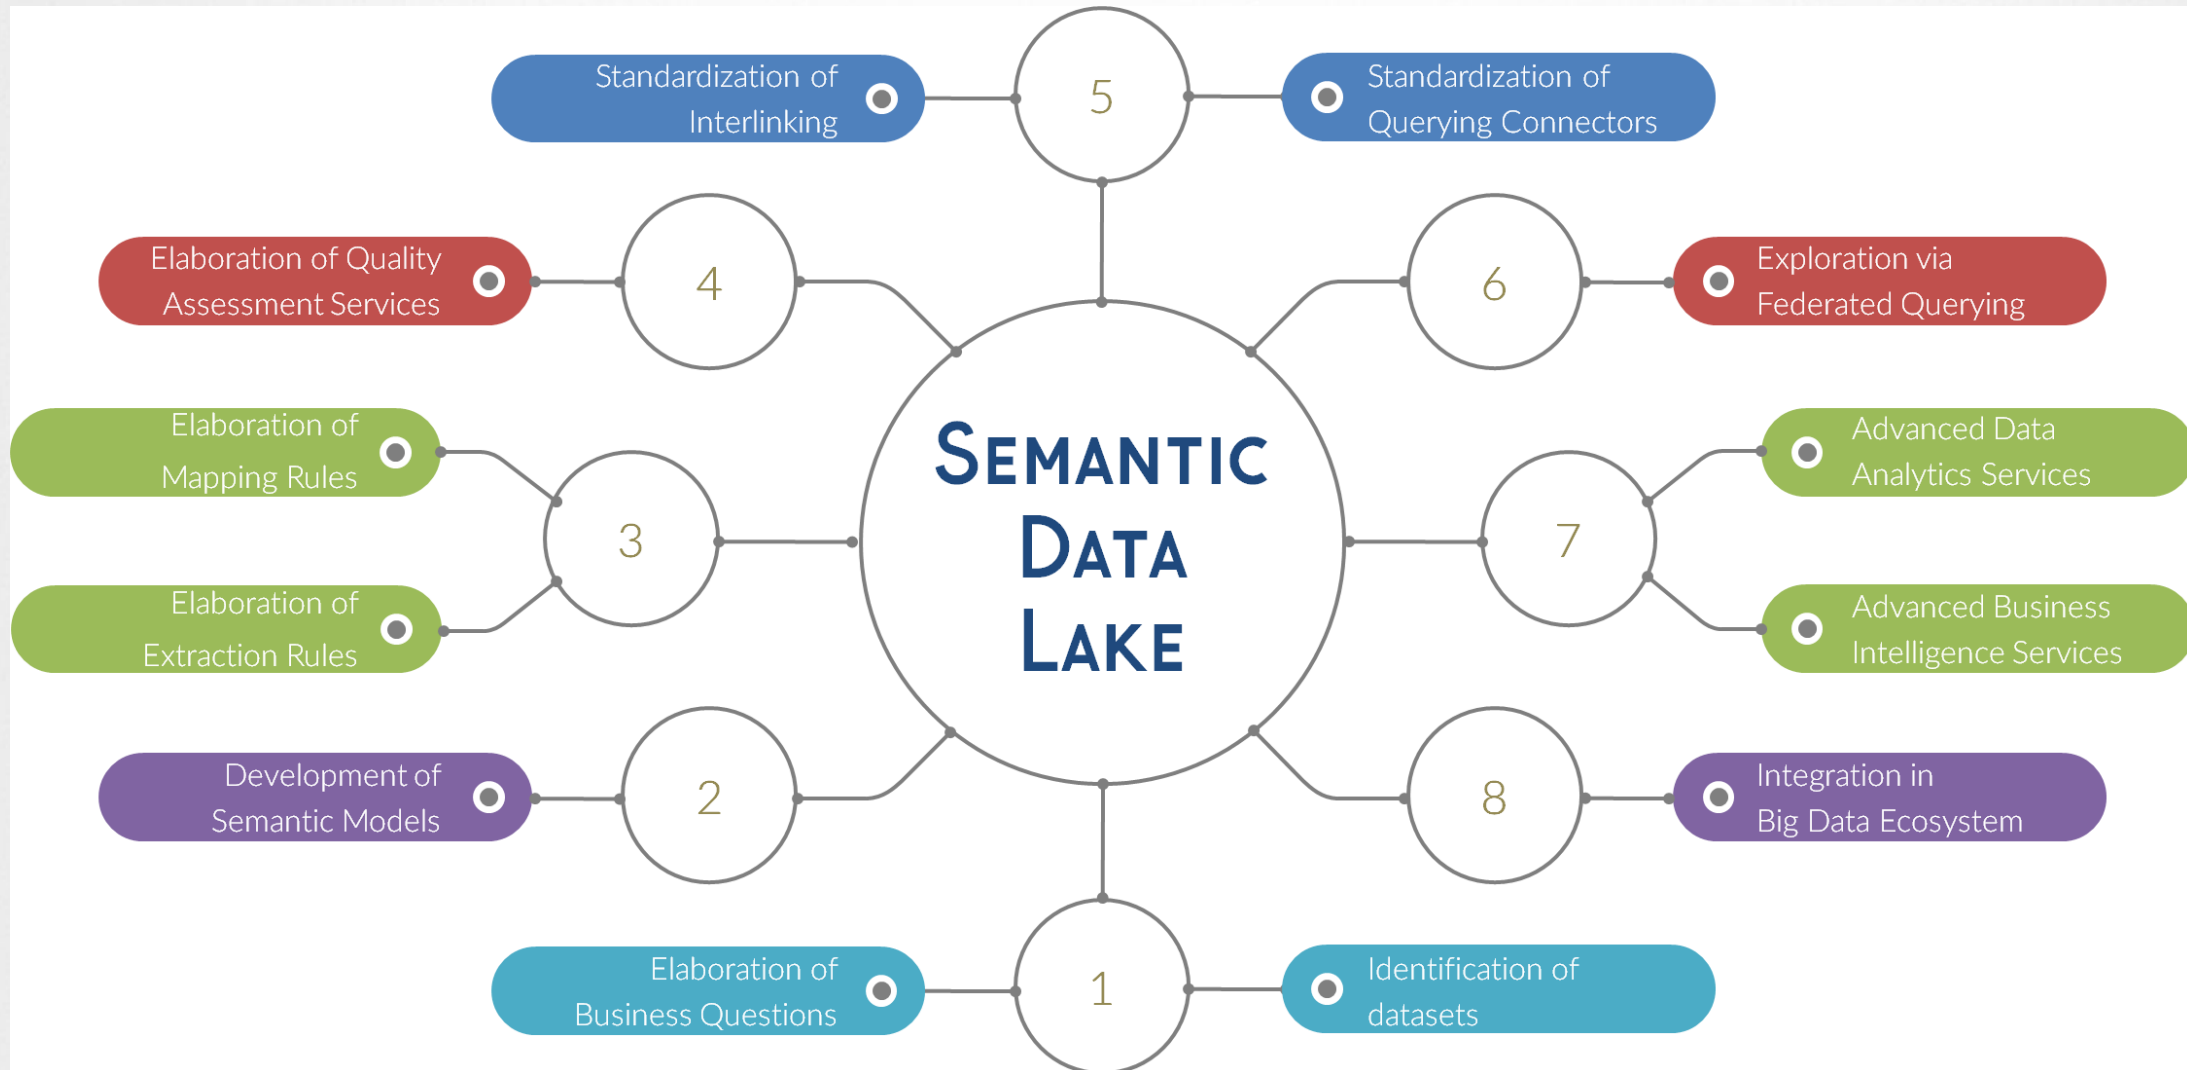 Standardization of
Interlinking
5
Standardization of
Querying Connectors
Elaboration of Quality
Assessment Services
4
6
Exploration via
Federated Querying
Elaboration of
Mapping Rules
Elaboration of
Extraction Rules
3
SEMANTIC
DATA
LAKE
7
Advanced Data
Analytics Services
Advanced Business
Intelligence Services
Development of
Semantic Models
2
8
Integration in
Big Data Ecosystem
Elaboration of
Business Questions
1
Identification of
datasets